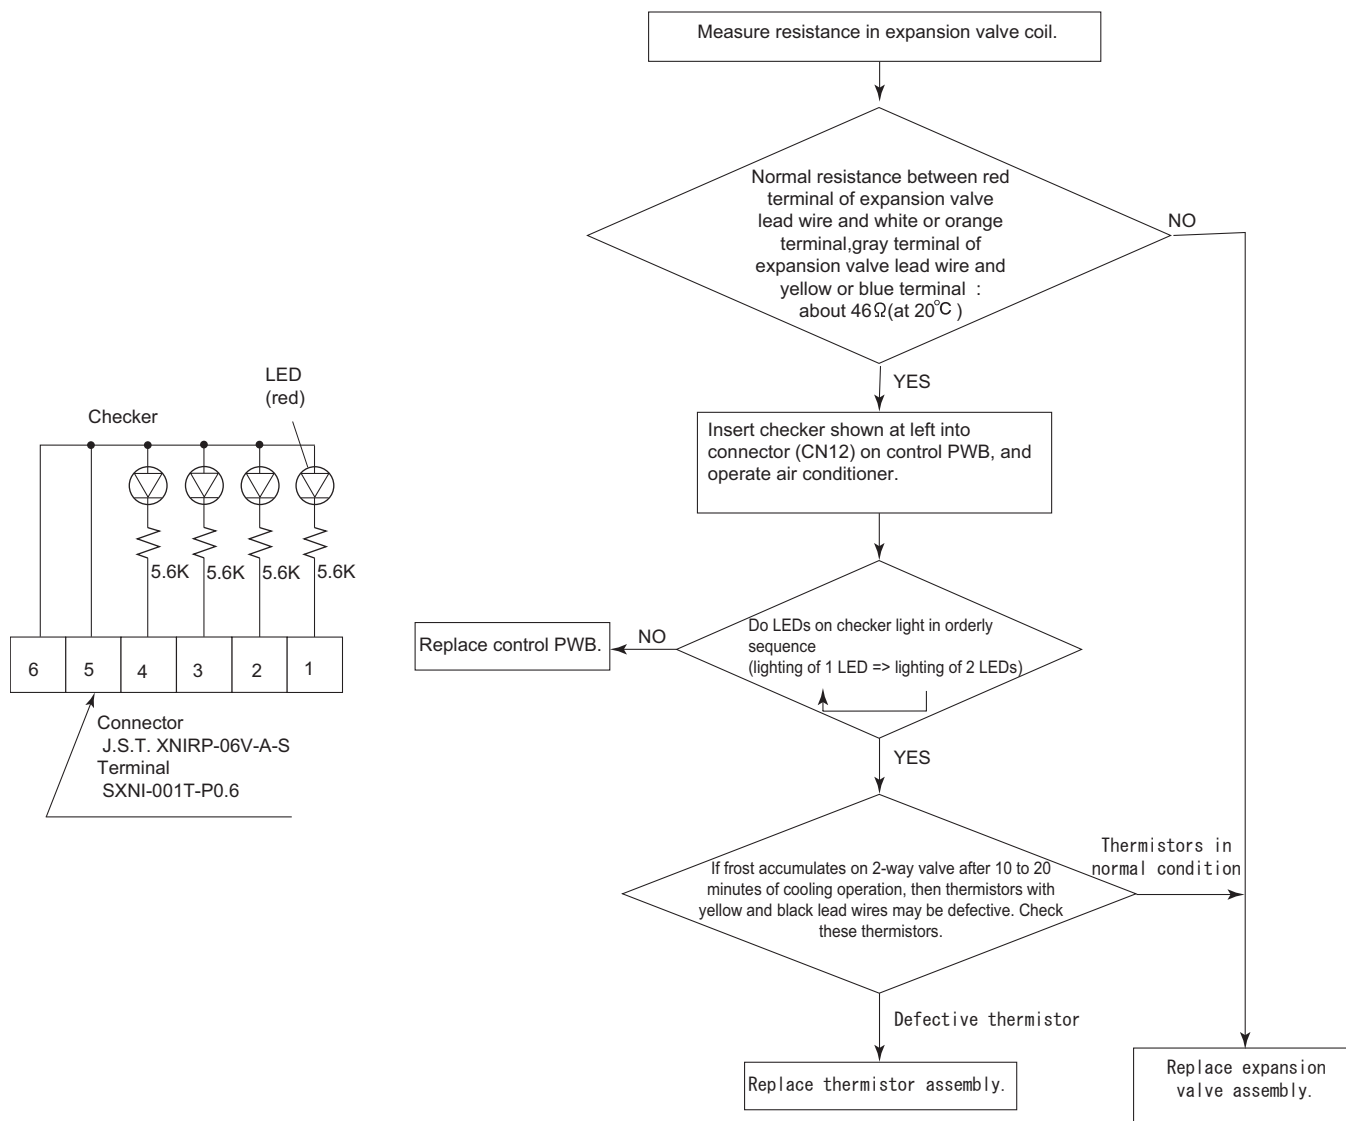 Measure resistance in expansion valve coil.
Normal resistance between red
terminal of expansion valve
lead wire and white or orange
terminal,gray terminal of
expansion valve lead wire and
yellow or blue terminal :
about 46Ω(at 20℃ )
NO
YES
LED
(red)
Checker
5.6K
5.6K
5.6K
5.6K
6
5
4
3
2
1
Connector
J.S.T. XNIRP-06V-A-S
Terminal
SXNI-001T-P0.6
Insert checker shown at left into
connector (CN12) on control PWB, and
operate air conditioner.
Do LEDs on checker light in orderly
sequence
(lighting of 1 LED => lighting of 2 LEDs)
NO
Replace control PWB.
YES
If frost accumulates on 2-way valve after 10 to 20
minutes of cooling operation, then thermistors with
yellow and black lead wires may be defective. Check
these thermistors.
Thermistors in
normal condition
Defective thermistor
Replace thermistor assembly.
Replace expansion
valve assembly.